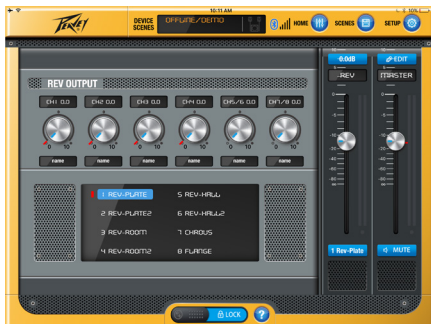 10:11 AM
10%
Peavey
DEVICE
SCENES
OFFLINE/DEMO
HOME
SCENES
SETUP
REV OUTPUT
CH1 0.0 CH2 0.0 CH3 0.0 CH4 0.0 CH5/6 0.0 CH7/8 0.0
0 10 0 10 0 10 0 10 0 10 0 10
name name name name name name
1 REV-PLATE 5 REV-HALL
2 REV-PLATE2 6 REV-HALL2
3 REV-ROOM 7 CHROUS
4 REV-ROOM2 8 FLANGE
0.0dB EDIT
REV MASTER
1 Rev-Plate MUTE
LOCK
?